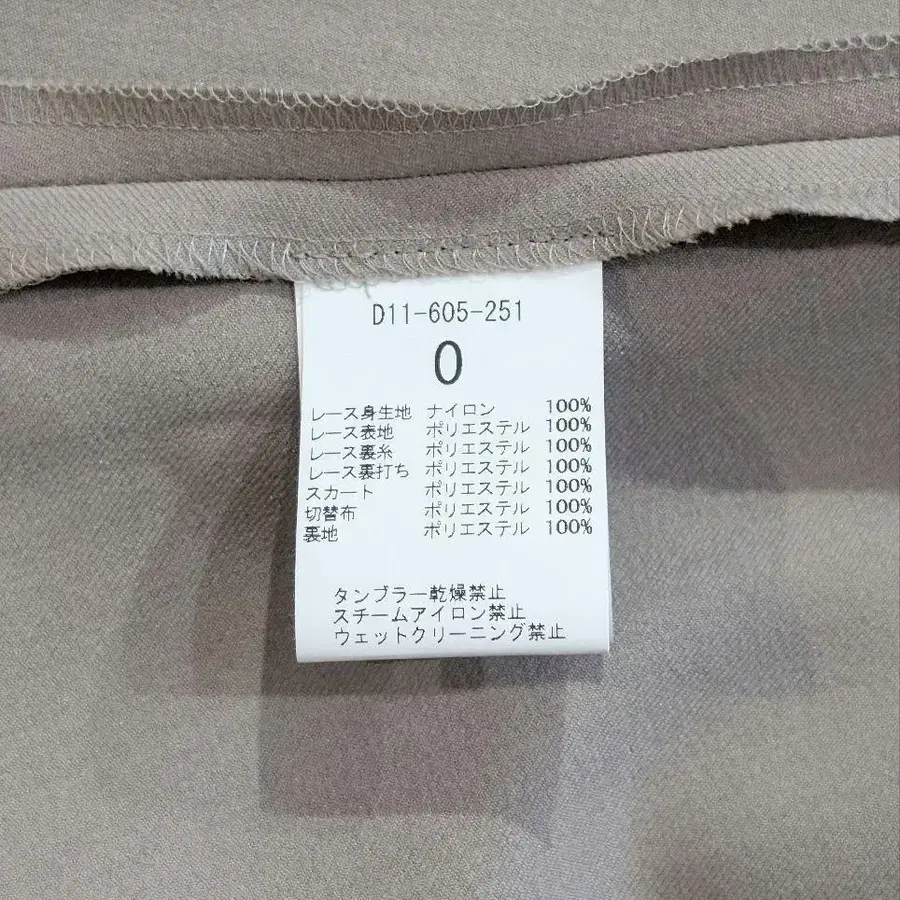 D11-605-251
0
レース身生地 ナイロン 100%
レース表地 ポリエステル 100%
レース裏糸 ポリエステル 100%
レース裏打ち ポリエステル 100%
スカート ポリエステル 100%
切替布 ポリエステル 100%
裏地 ポリエステル 100%
タンブラー乾燥禁止
スチームアイロン禁止
ウェットクリーニング禁止